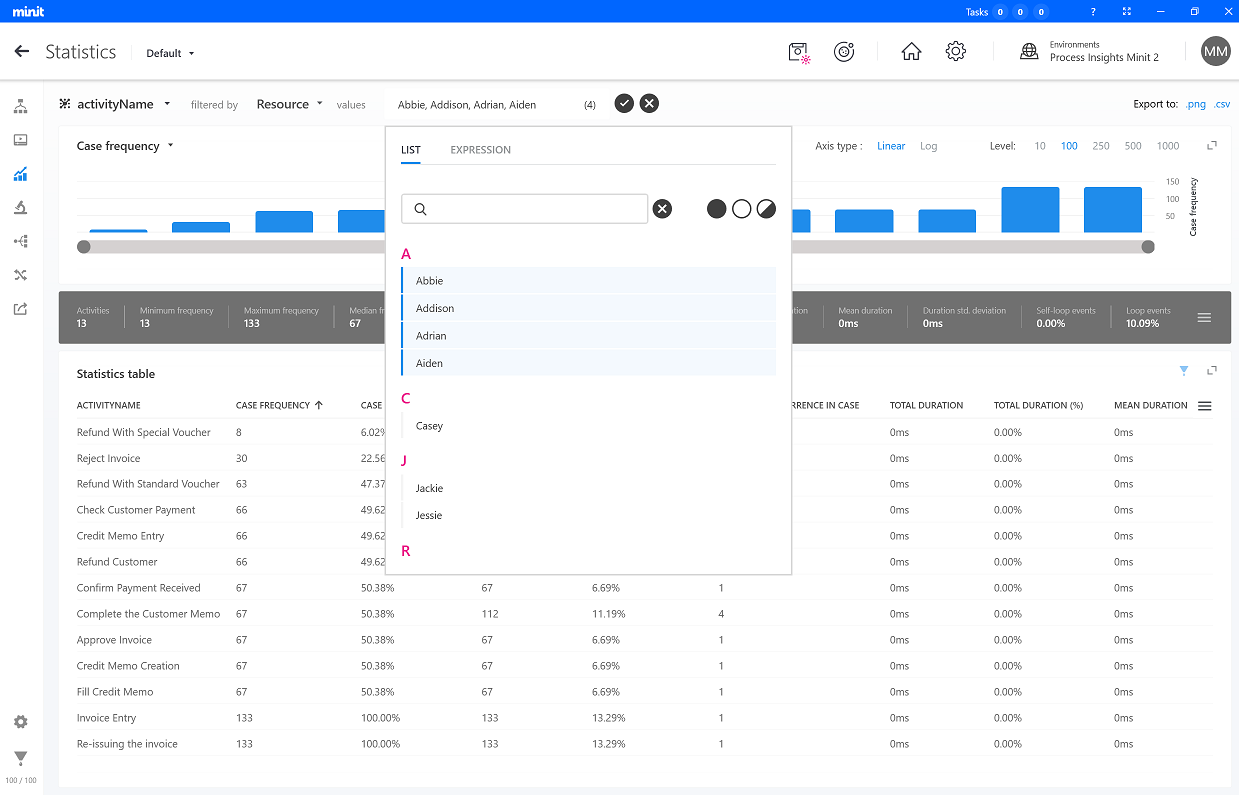 minit
Tasks 0 0 0 ?
Statistics Default
Environments
Process Insights Minit 2
MM
activityName filtered by Resource values Abbie, Addison, Adrian, Aiden (4)
Export to: .png .csv
Case frequency
LIST EXPRESSION
Axis type : Linear Log Level: 10 100 250 500 1000
150
100
50
Case frequency
A
Abbie
Addison
Adrian
Aiden
C
Casey
J
Jackie
Jessie
R
Activities Minimum frequency Maximum frequency Median fr ation Mean duration Duration std. deviation Self-loop events Loop events
13 13 133 67 0ms 0ms 0.00% 10.09%
Statistics table
ACTIVITYNAME CASE FREQUENCY CASE RRENCE IN CASE TOTAL DURATION TOTAL DURATION (%) MEAN DURATION
Refund With Special Voucher 8 6.02% 0ms 0.00% 0ms
Reject Invoice 30 22.56 0ms 0.00% 0ms
Refund With Standard Voucher 63 47.37 0ms 0.00% 0ms
Check Customer Payment 66 49.62 0ms 0.00% 0ms
Credit Memo Entry 66 49.62 0ms 0.00% 0ms
Refund Customer 66 49.62 0ms 0.00% 0ms
Confirm Payment Received 67 50.38% 67 6.69% 1 0ms 0.00% 0ms
Complete the Customer Memo 67 50.38% 112 11.19% 4 0ms 0.00% 0ms
Approve Invoice 67 50.38% 67 6.69% 1 0ms 0.00% 0ms
Credit Memo Creation 67 50.38% 67 6.69% 1 0ms 0.00% 0ms
Fill Credit Memo 67 50.38% 67 6.69% 1 0ms 0.00% 0ms
Invoice Entry 133 100.00% 133 13.29% 1 0ms 0.00% 0ms
Re-issuing the invoice 133 100.00% 133 13.29% 1 0ms 0.00% 0ms
100 / 100